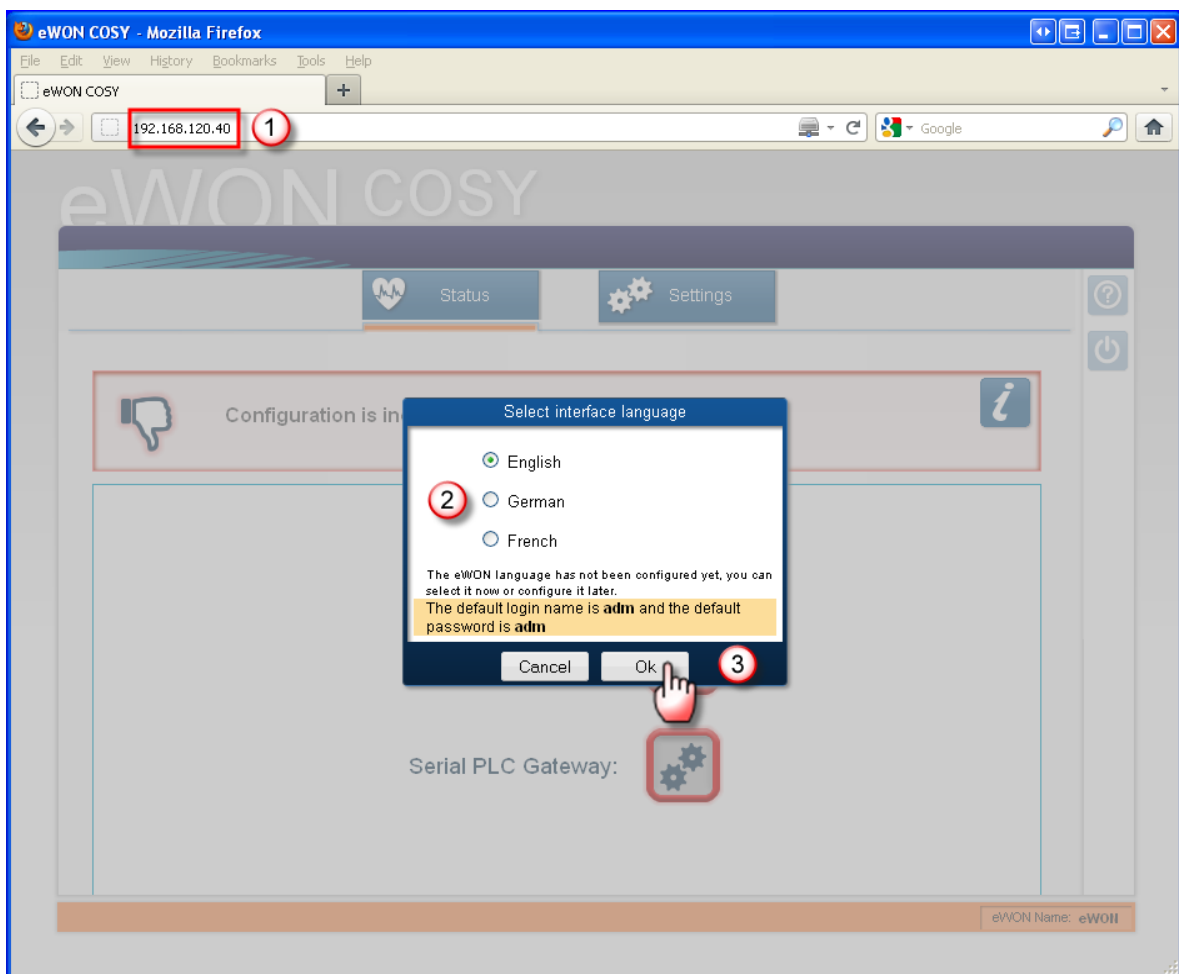 eWON COSY - Mozilla Firefox
File Edit View History Bookmarks Tools Help
eWON COSY
192.168.120.40
1
Google
eWON COSY
Status
Settings
Configuration is in
Select interface language
English
2
German
French
The eWON language has not been configured yet, you can
select it now or configure it later.
The default login name is adm and the default
password is adm
Cancel
Ok
3
Serial PLC Gateway:
eWON Name: eWON